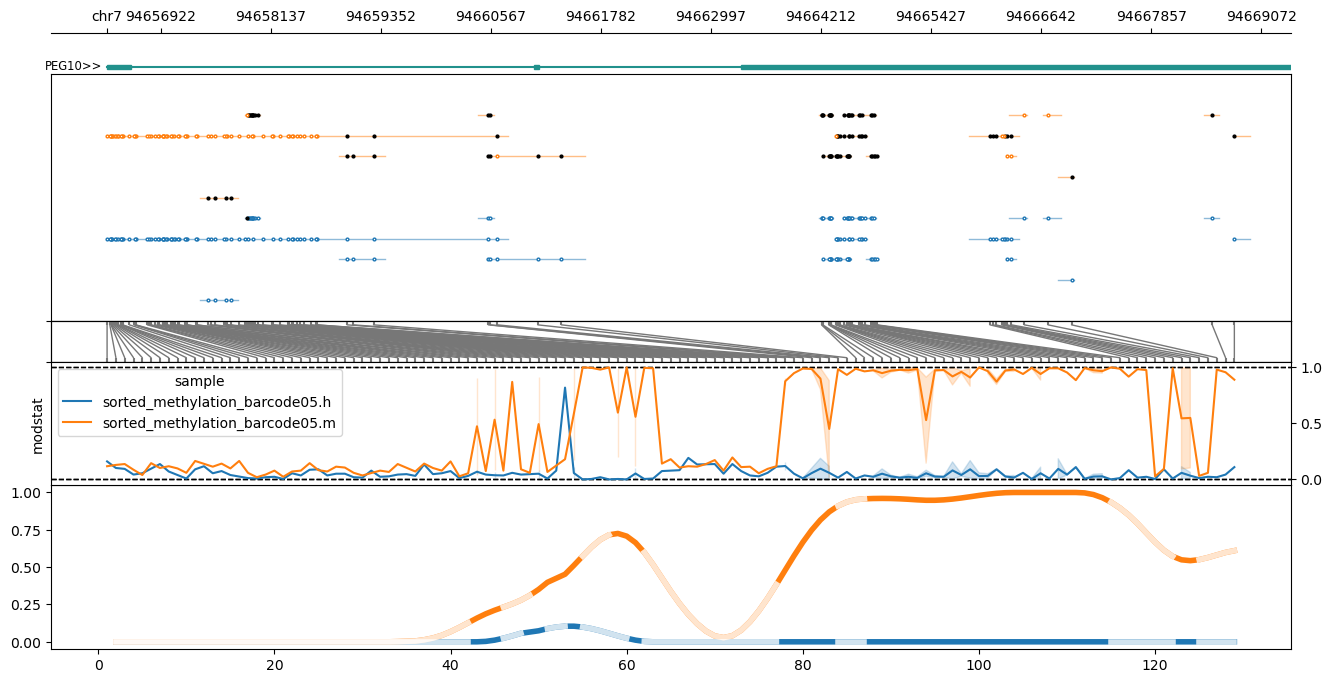 chr7 94656922 94658137 94659352 94660567 94661782 94662997 94664212 94665427 94666642 94667857 94669072
PEG10>>
modstat
sample
sorted_methylation_barcode05.h
sorted_methylation_barcode05.m
1.0
0.5
0.0
1.00
0.75
0.50
0.25
0.00
0 20 40 60 80 100 120